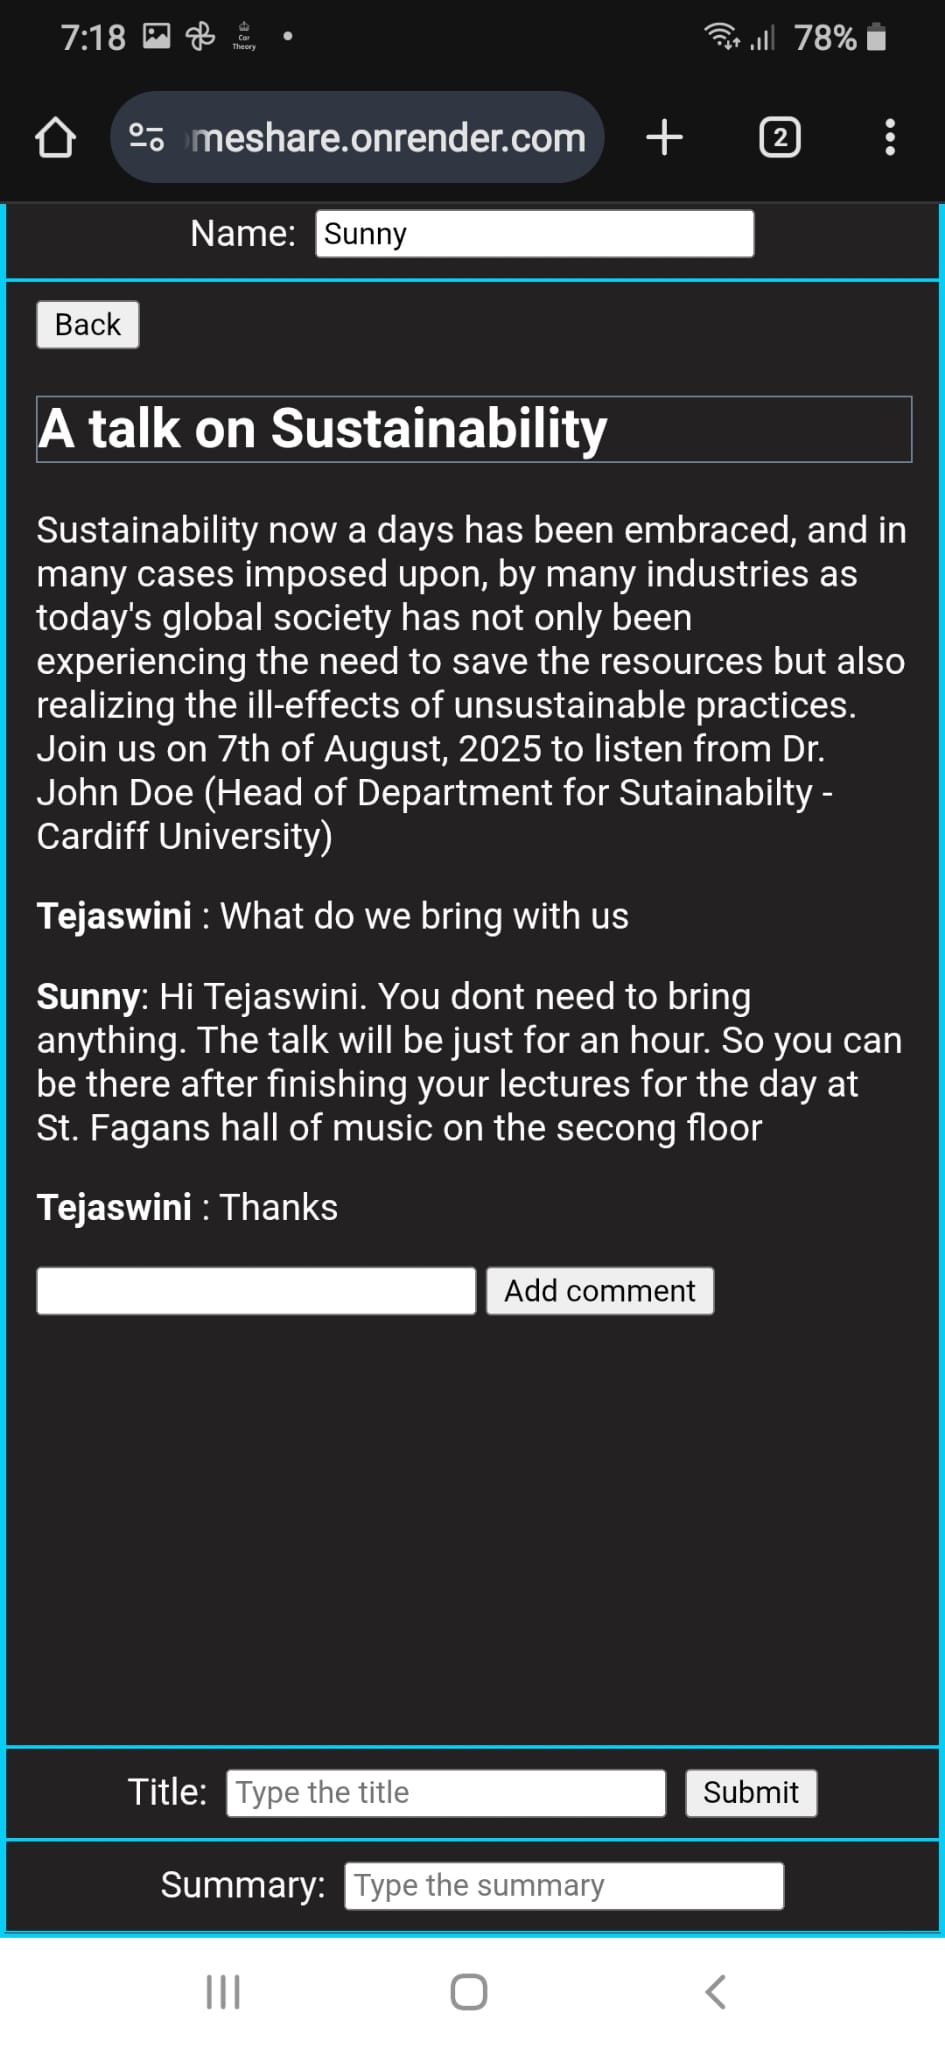 7:18
Car
Theory
78%
meshare.onrender.com
2
Name: Sunny
Back
A talk on Sustainability
Sustainability now a days has been embraced, and in
many cases imposed upon, by many industries as
today's global society has not only been
experiencing the need to save the resources but also
realizing the ill-effects of unsustainable practices.
Join us on 7th of August, 2025 to listen from Dr.
John Doe (Head of Department for Sutainabilty -
Cardiff University)
Tejaswini : What do we bring with us
Sunny: Hi Tejaswini. You dont need to bring
anything. The talk will be just for an hour. So you can
be there after finishing your lectures for the day at
St. Fagans hall of music on the secong floor
Tejaswini : Thanks
Add comment
Title: Type the title Submit
Summary: Type the summary